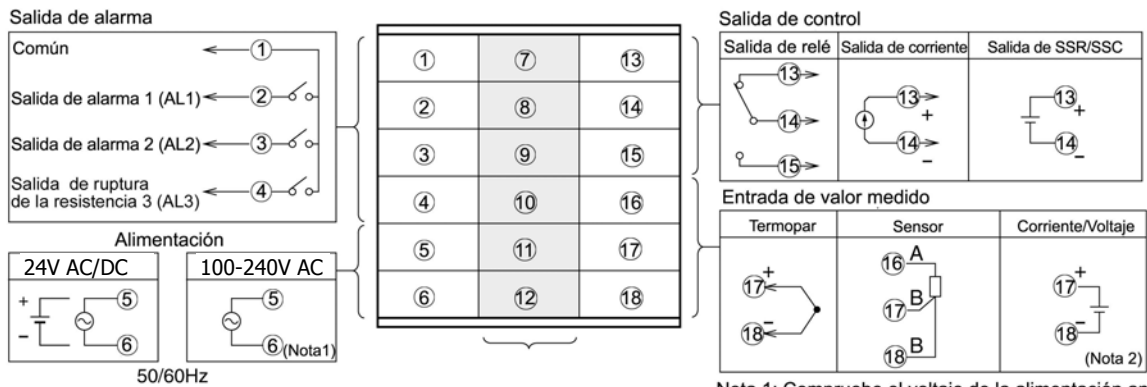 Salida de alarma
Común
①
Salida de alarma 1 (AL1)
②
Salida de alarma 2 (AL2)
③
Salida de ruptura
de la resistencia 3 (AL3)
④
Alimentación
24V AC/DC
+
⑤
−
⑥
100-240V AC
⑤
⑥ (Nota1)
50/60Hz
① ⑦ ⑬
② ⑧ ⑭
③ ⑨ ⑮
④ ⑩ ⑯
⑤ ⑪ ⑰
⑥ ⑫ ⑱
Salida de control
Salida de relé Salida de corriente Salida de SSR/SSC
⑬
⑭
⑮
⑬
+
⑭
−
⑬
+
⑭
−
Entrada de valor medido
Termopar Sensor Corriente/Voltaje
+
⑰
−
⑱
⑯ A
⑰ B
⑱ B
+
⑰
−
⑱
(Nota 2)